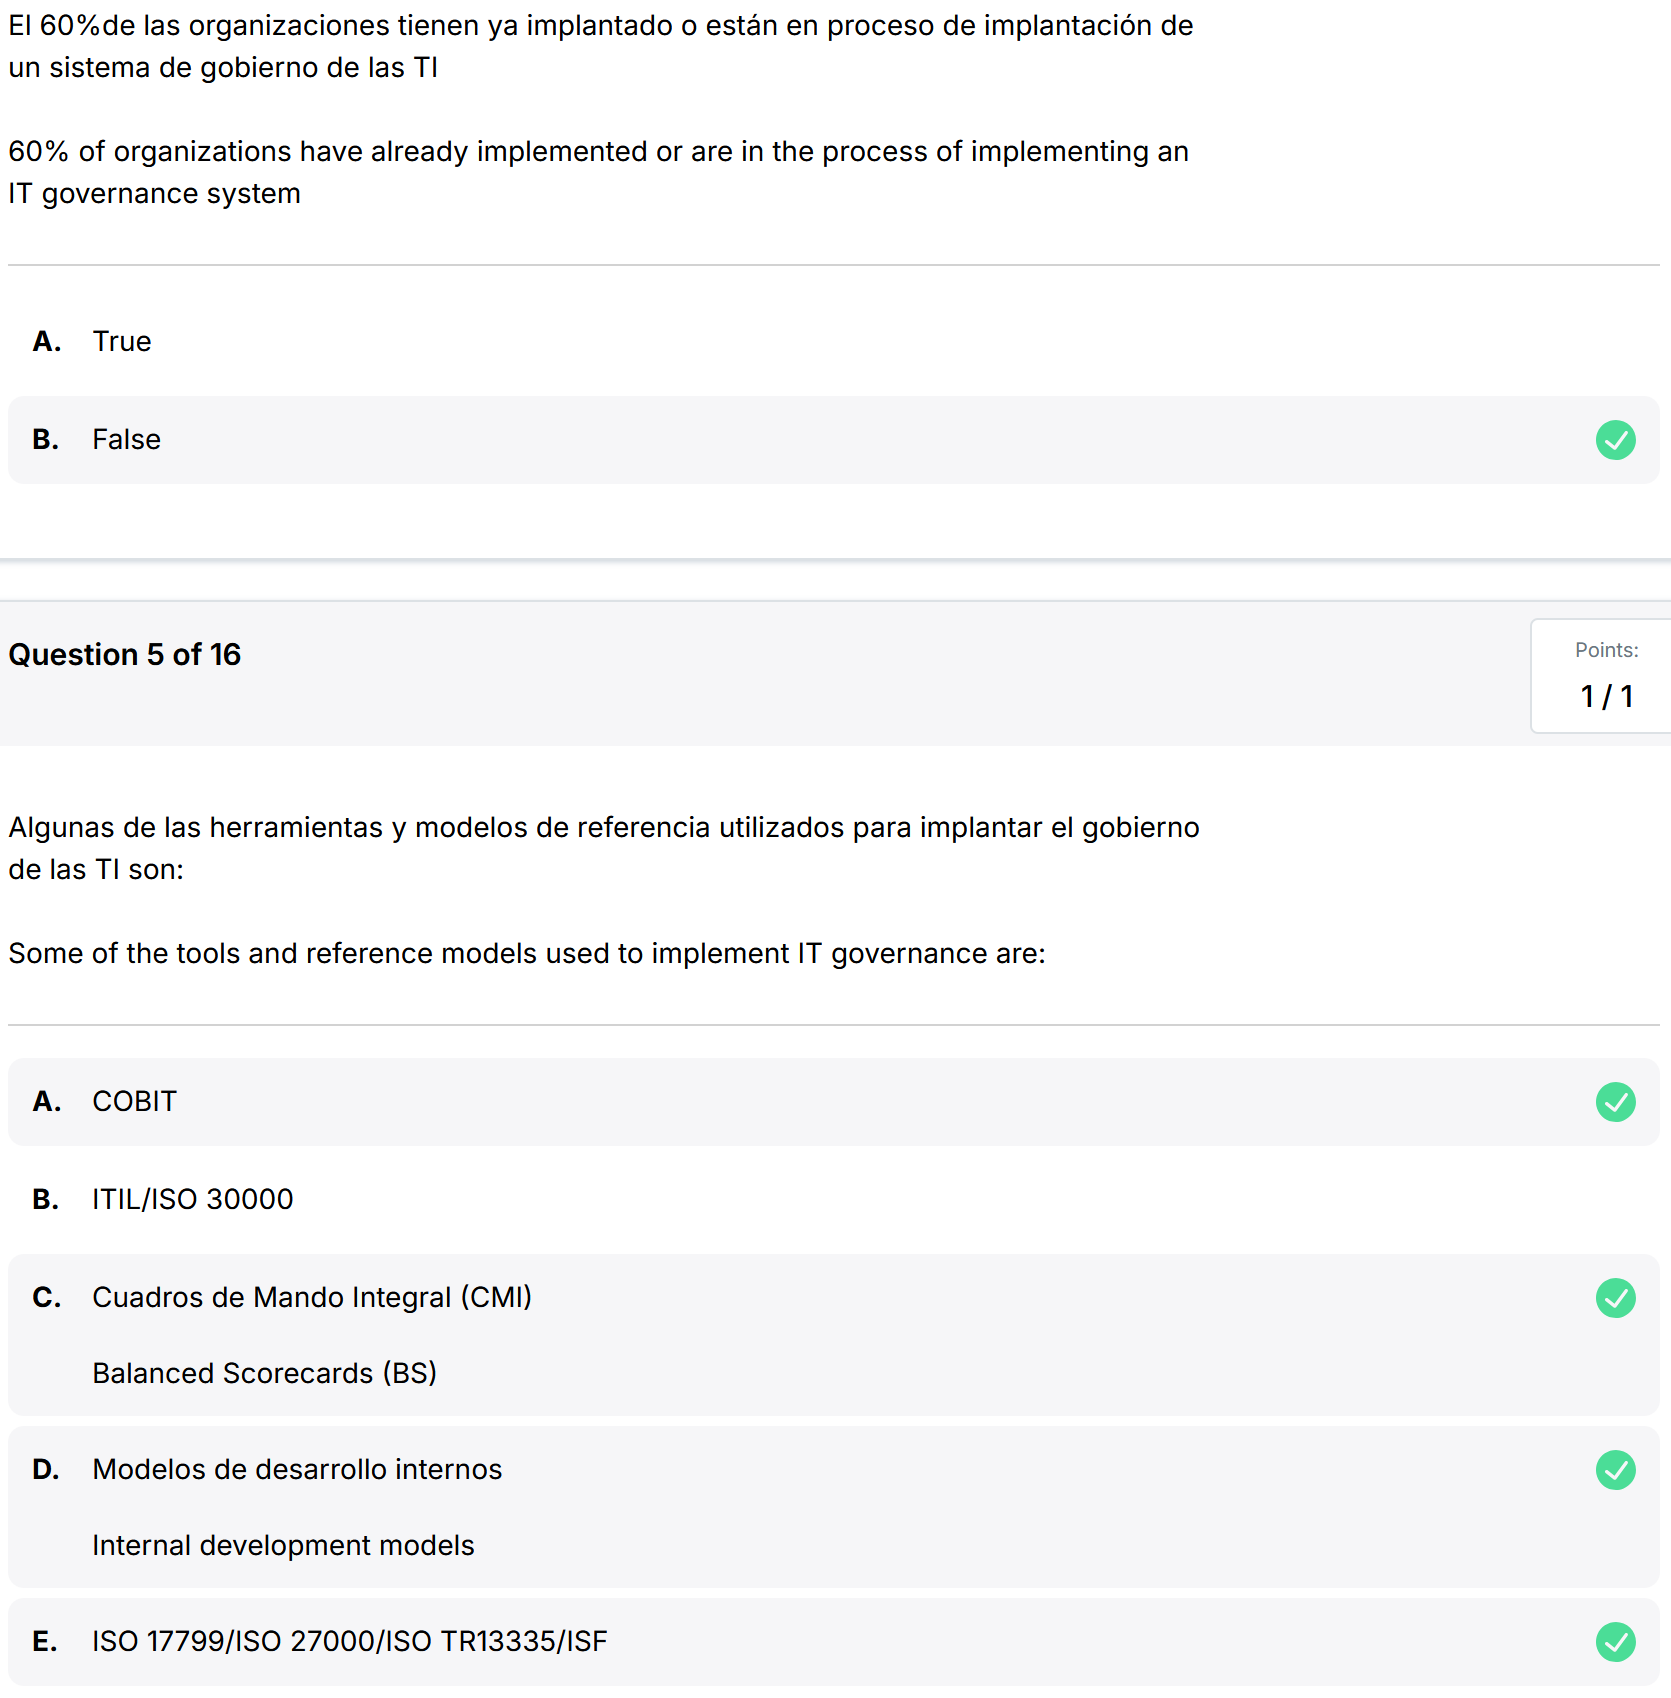 El 60%de las organizaciones tienen ya implantado o están en proceso de implantación de
un sistema de gobierno de las TI
60% of organizations have already implemented or are in the process of implementing an
IT governance system
A. True
B. False
Question 5 of 16
Points:
1 / 1
Algunas de las herramientas y modelos de referencia utilizados para implantar el gobierno
de las TI son:
Some of the tools and reference models used to implement IT governance are:
A. COBIT
B. ITIL/ISO 30000
C. Cuadros de Mando Integral (CMI)
Balanced Scorecards (BS)
D. Modelos de desarrollo internos
Internal development models
E. ISO 17799/ISO 27000/ISO TR13335/ISF